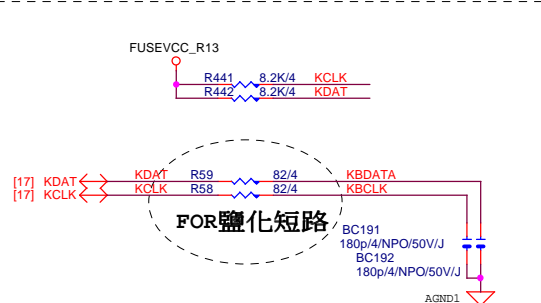 FUSEVCC_R13
R441 8.2K/4 KCLK
R442 8.2K/4 KDAT
[17] KDAT KDAT R59 82/4 KBDATA
[17] KCLK KCLK R58 82/4 KBCLK
FOR鹽化短路
BC191
180p/4/NPO/50V/J
BC192
180p/4/NPO/50V/J
AGND1